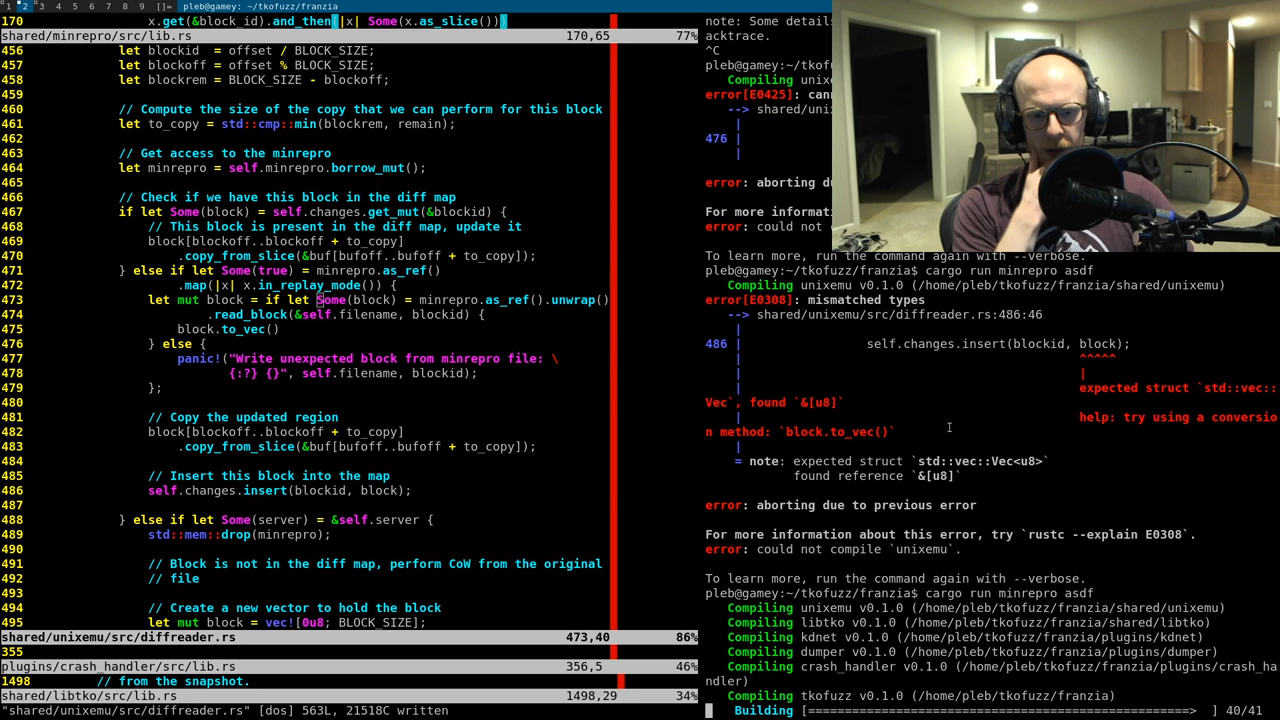 1 2 3 4 5 6 7 8 9 []= pleb@gamey: ~/tkofuzz/franzia
170 x.get(&block_id).and_then(|x| Some(x.as_slice()))
shared/minrepro/src/lib.rs 170,65 77%
456 let blockid  = offset / BLOCK_SIZE;
457 let blockoff = offset % BLOCK_SIZE;
458 let blockrem = BLOCK_SIZE - blockoff;
459
460 // Compute the size of the copy that we can perform for this block
461 let to_copy = std::cmp::min(blockrem, remain);
462
463 // Get access to the minrepro
464 let minrepro = self.minrepro.borrow_mut();
465
466 // Check if we have this block in the diff map
467 if let Some(block) = self.changes.get_mut(&blockid) {
468 // This block is present in the diff map, update it
469 block[blockoff..blockoff + to_copy]
470 .copy_from_slice(&buf[bufoff..bufoff + to_copy]);
471 } else if let Some(true) = minrepro.as_ref()
472 .map(|x| x.in_replay_mode()) {
473 let mut block = if let Some(block) = minrepro.as_ref().unwrap()
474 .read_block(&self.filename, blockid) {
475 block.to_vec()
476 } else {
477 panic!("Write unexpected block from minrepro file: \
478 {:?} {}", self.filename, blockid);
479 };
480
481 // Copy the updated region
482 block[blockoff..blockoff + to_copy]
483 .copy_from_slice(&buf[bufoff..bufoff + to_copy]);
484
485 // Insert this block into the map
486 self.changes.insert(blockid, block);
487
488 } else if let Some(server) = &self.server {
489 std::mem::drop(minrepro);
490
491 // Block is not in the diff map, perform CoW from the original
492 // file
493
494 // Create a new vector to hold the block
495 let mut block = vec![0u8; BLOCK_SIZE];
shared/unixemu/src/diffreader.rs 473,40 86%
355
plugins/crash_handler/src/lib.rs 356,5 46%
1498 // from the snapshot.
shared/libtko/src/lib.rs 1498,29 34%
"shared/unixemu/src/diffreader.rs" [dos] 563L, 21518C written
note: Some details
acktrace.
^C
pleb@gamey:~/tkofu
Compiling unixe
error[E0425]: cann
--> shared/uni
|
476 |
|
error: aborting du
For more informati
error: could not
To learn more, run the command again with --verbose.
pleb@gamey:~/tkofuzz/franzia$ cargo run minrepro asdf
Compiling unixemu v0.1.0 (/home/pleb/tkofuzz/franzia/shared/unixemu)
error[E0308]: mismatched types
--> shared/unixemu/src/diffreader.rs:486:46
|
486 | self.changes.insert(blockid, block);
| ^^^^^
| |
| expected struct `std::vec::
Vec`, found `&[u8]`
| help: try using a conversio
n method: `block.to_vec()`
|
= note: expected struct `std::vec::Vec<u8>`
found reference `&[u8]`
error: aborting due to previous error
For more information about this error, try `rustc --explain E0308`.
error: could not compile `unixemu`.
To learn more, run the command again with --verbose.
pleb@gamey:~/tkofuzz/franzia$ cargo run minrepro asdf
Compiling unixemu v0.1.0 (/home/pleb/tkofuzz/franzia/shared/unixemu)
Compiling libtko v0.1.0 (/home/pleb/tkofuzz/franzia/shared/libtko)
Compiling kdnet v0.1.0 (/home/pleb/tkofuzz/franzia/plugins/kdnet)
Compiling dumper v0.1.0 (/home/pleb/tkofuzz/franzia/plugins/dumper)
Compiling crash_handler v0.1.0 (/home/pleb/tkofuzz/franzia/plugins/crash_ha
ndler)
Compiling tkofuzz v0.1.0 (/home/pleb/tkofuzz/franzia)
Building [=====================================================> ] 40/41